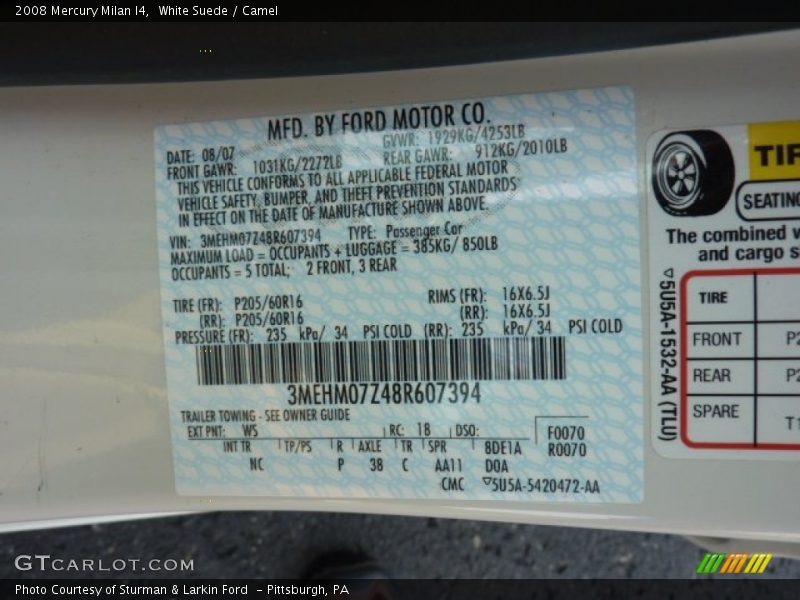 2008 Mercury Milan I4,  White Suede / Camel
MFD. BY FORD MOTOR CO.
DATE: 08/07 GVWR: 1929KG/4253LB
FRONT GAWR: 1031KG/2272LB REAR GAWR: 912KG/2010LB
THIS VEHICLE CONFORMS TO ALL APPLICABLE FEDERAL MOTOR
VEHICLE SAFETY, BUMPER, AND THEFT PREVENTION STANDARDS
IN EFFECT ON THE DATE OF MANUFACTURE SHOWN ABOVE.
VIN: 3MEHM07Z48R607394 TYPE: Passenger Car
MAXIMUM LOAD = OCCUPANTS + LUGGAGE = 385KG/ 850LB
OCCUPANTS = 5 TOTAL; 2 FRONT, 3 REAR
TIRE (FR): P205/60R16 RIMS (FR): 16X6.5J
(RR): P205/60R16 (RR): 16X6.5J
PRESSURE (FR): 235 kPa/ 34 PSI COLD (RR): 235 kPa/ 34 PSI COLD
3MEHM07Z48R607394
TRAILER TOWING - SEE OWNER GUIDE
EXT PNT: WS RC: 18 DSO: F0070
INT TR TP/PS R AXLE TR SPR 8DE1A R0070
NC P 38 C AA11 D0A
CMC ▽5U5A-5420472-AA
TIR
SEATING
The combined w
and cargo s
▽5U5A-1532-AA (TLU)
TIRE
FRONT P2
REAR P2
SPARE T1
GTCARLOT.COM
Photo Courtesy of Sturman & Larkin Ford  - Pittsburgh, PA